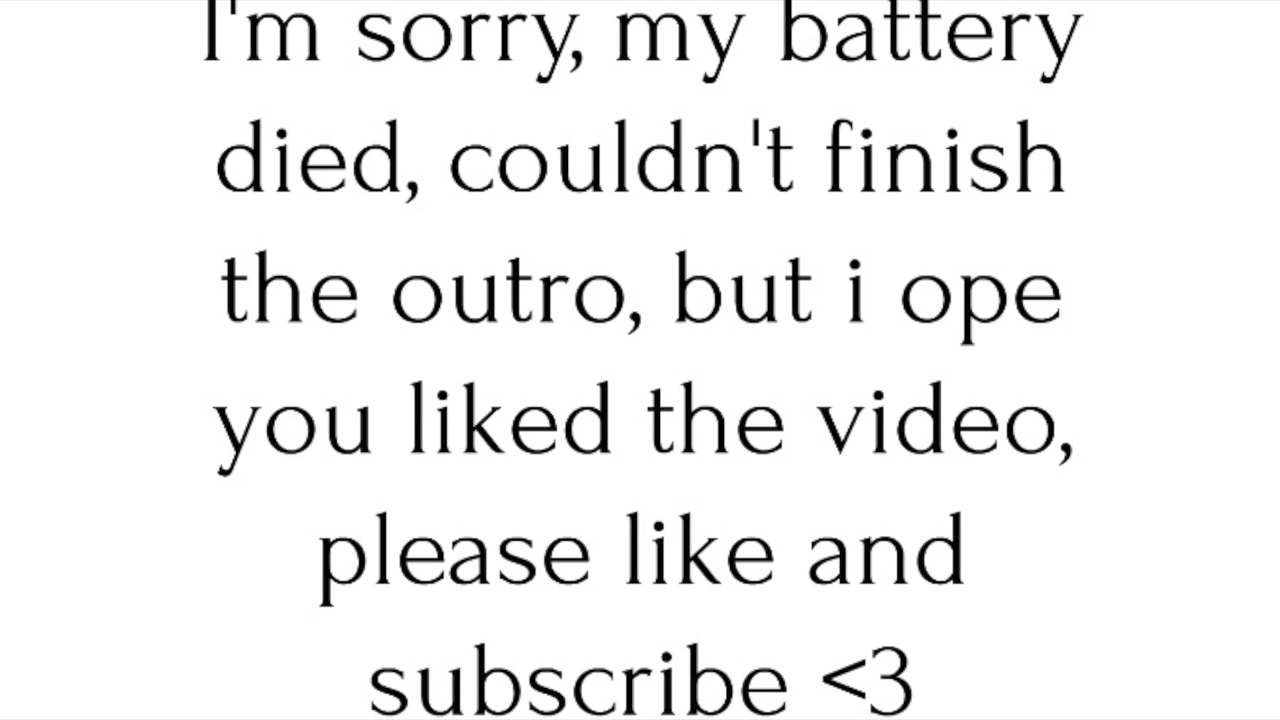 I'm sorry, my battery
died, couldn't finish
the outro, but i ope
you liked the video,
please like and
subscribe <3